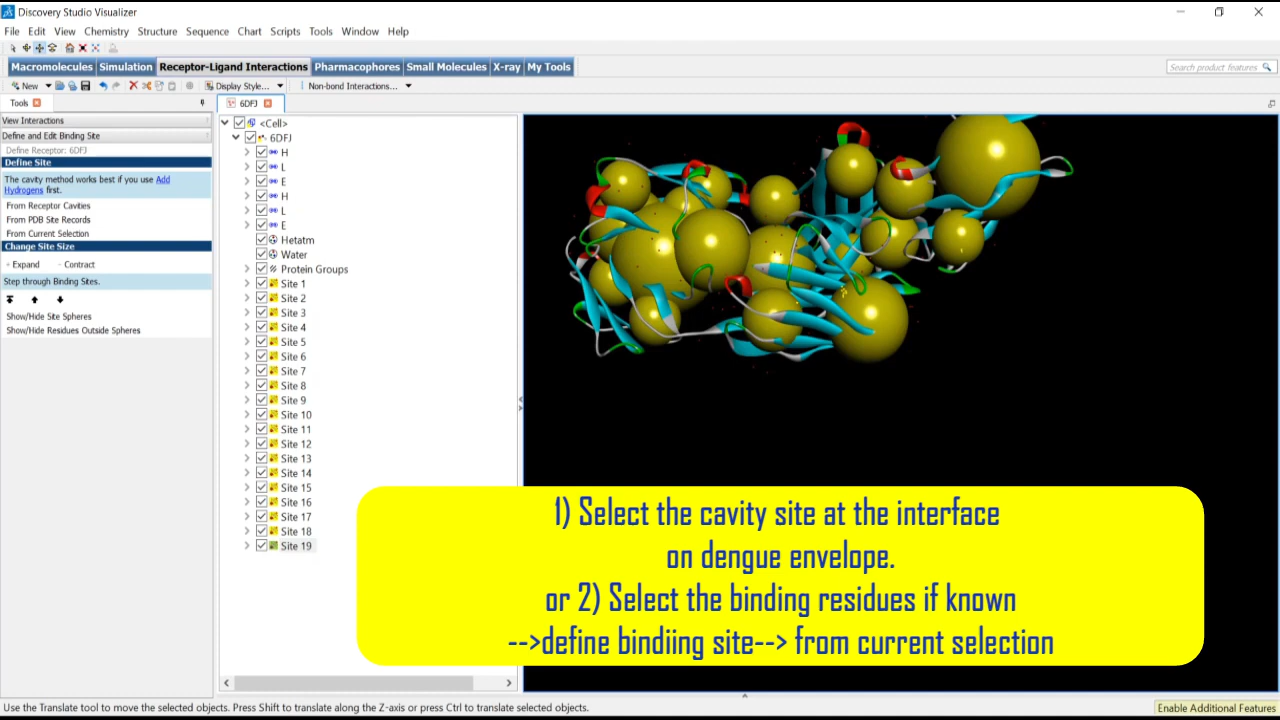 Discovery Studio Visualizer
File Edit View Chemistry Structure Sequence Chart Scripts Tools Window Help
Macromolecules Simulation Receptor-Ligand Interactions Pharmacophores Small Molecules X-ray My Tools
Search product features
New Display Style... Non-bond Interactions...
Tools
6DFJ
View Interactions
Define and Edit Binding Site
Define Receptor: 6DFJ
Define Site
The cavity method works best if you use Add
Hydrogens first.
From Receptor Cavities
From PDB Site Records
From Current Selection
Change Site Size
+ Expand - Contract
Step through Binding Sites.
Show/Hide Site Spheres
Show/Hide Residues Outside Spheres
<Cell>
6DFJ
H
L
E
H
L
E
Hetatm
Water
Protein Groups
Site 1
Site 2
Site 3
Site 4
Site 5
Site 6
Site 7
Site 8
Site 9
Site 10
Site 11
Site 12
Site 13
Site 14
Site 15
Site 16
Site 17
Site 18
Site 19
1) Select the cavity site at the interface
on dengue envelope.
or 2) Select the binding residues if known
-->define bindiing site--> from current selection
Use the Translate tool to move the selected objects. Press Shift to translate along the Z-axis or press Ctrl to translate selected objects.
Enable Additional Features